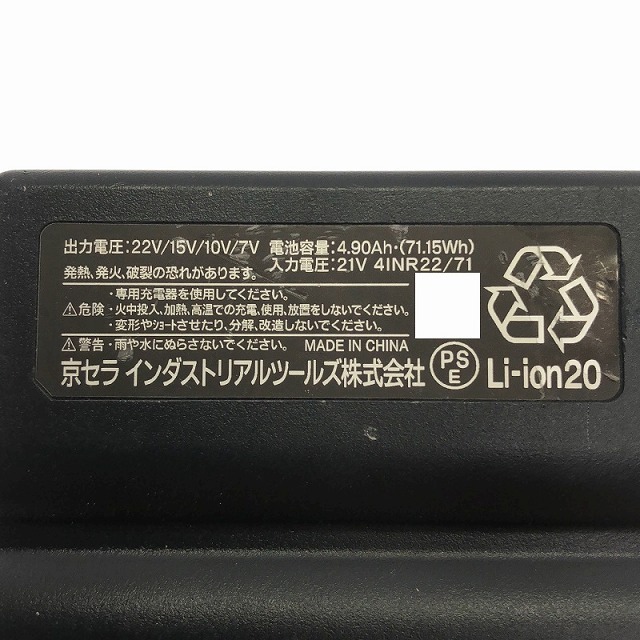 出力電圧:22V/15V/10V/7V 電池容量:4.90Ah・(71.15Wh)
入力電圧:21V 4INR22/71
発熱、発火、破裂の恐れがあります。
・専用充電器を使用してください。
⚠危険・火中投入、加熱、高温での充電、使用、放置をしないでください。
・変形やショートさせたり、分解、改造しないでください。
⚠警告・雨や水にぬらさないでください。 MADE IN CHINA
京セラ インダストリアルツールズ株式会社
PS
E
Li-ion20